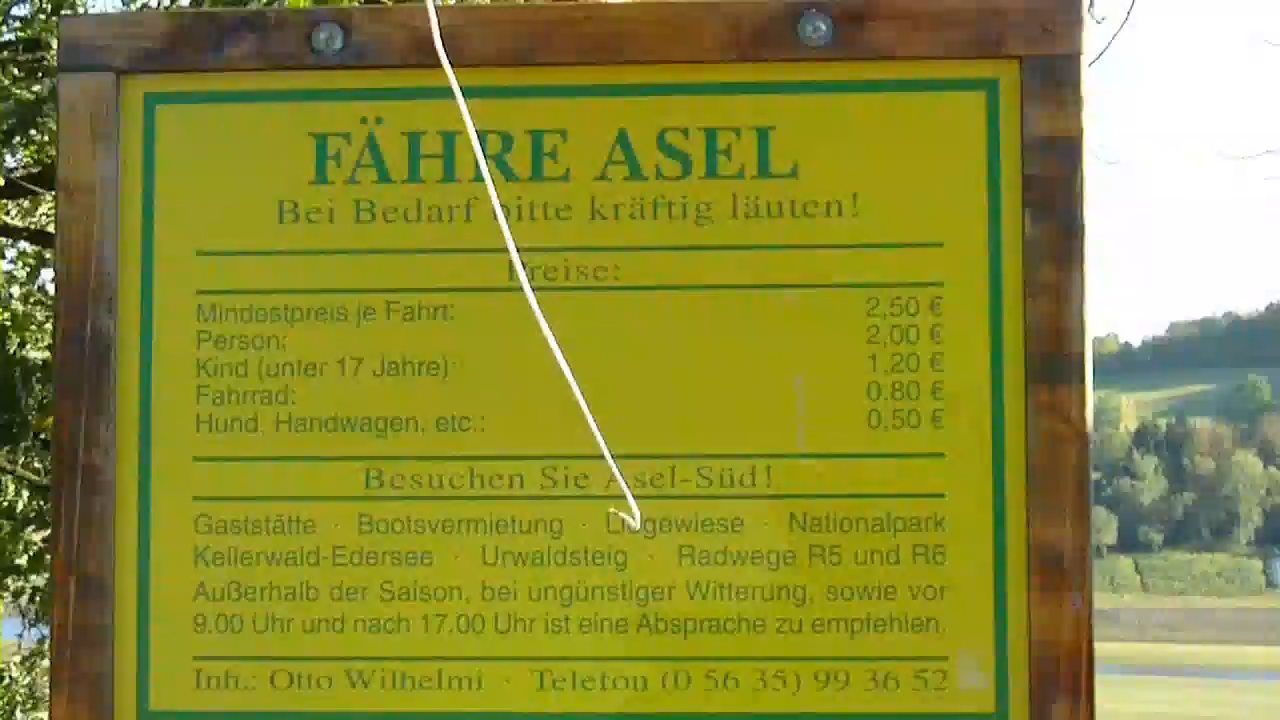 FÄHRE ASEL
Bei Bedarf bitte kräftig läuten!
Preise:
Mindestpreis je Fahrt: 2,50 €
Person: 2,00 €
Kind (unter 17 Jahre): 1,20 €
Fahrrad: 0.80 €
Hund, Handwagen, etc.: 0,50 €
Besuchen Sie Asel-Süd!
Gaststätte · Bootsvermietung · Liegewiese · Nationalpark
Kellerwald-Edersee · Urwaldsteig · Radwege R5 und R6
Außerhalb der Saison, bei ungünstiger Witterung, sowie vor
9.00 Uhr und nach 17.00 Uhr ist eine Absprache zu empfehlen.
Inh.: Otto Wilhelmi · Telefon (0 56 35) 99 36 52